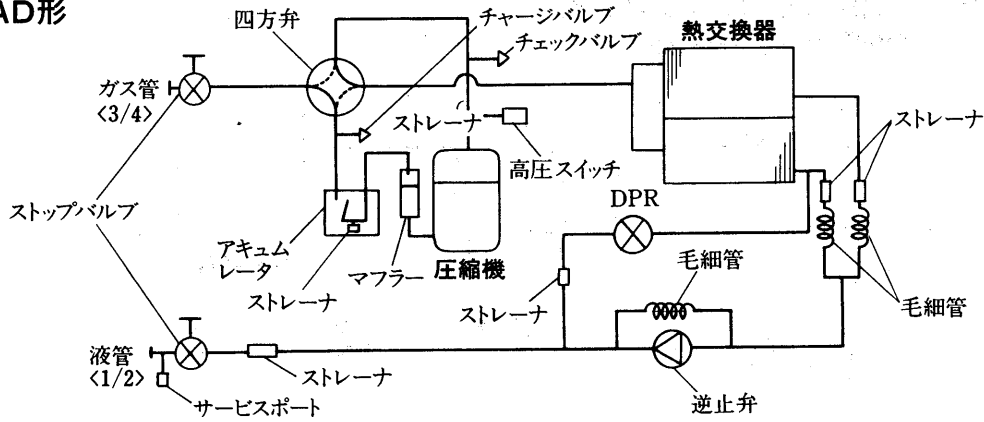 AD形
四方弁
チャージバルブ
チェックバルブ
熱交換器
ガス管
<3/4>
ストレーナ
高圧スイッチ
ストレーナ
ストップバルブ
DPR
アキュム
レータ
ストレーナ
マフラー
圧縮機
毛細管
ストレーナ
毛細管
液管
<1/2>
ストレーナ
サービスポート
逆止弁